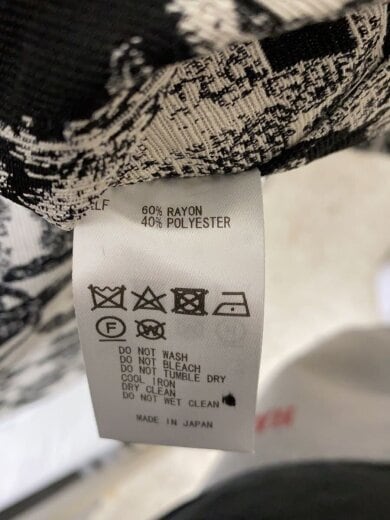 60% RAYON
40% POLYESTER
F W
DO NOT WASH
DO NOT BLEACH
DO NOT TUMBLE DRY
COOL IRON
DRY CLEAN
DO NOT WET CLEAN
MADE IN JAPAN